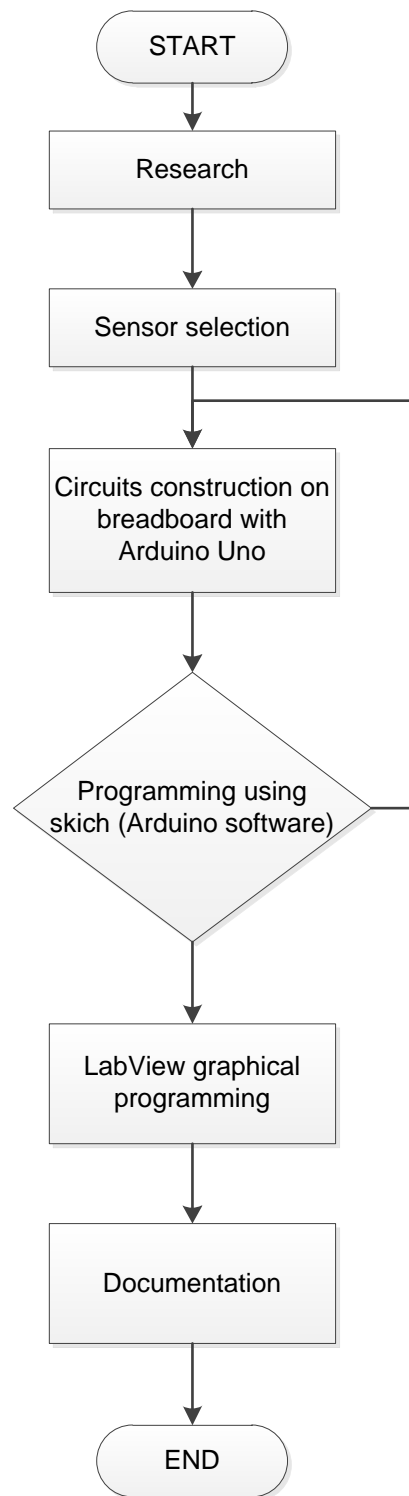 START
Research
Sensor selection
Circuits construction on
breadboard with
Arduino Uno
Programming using
skich (Arduino software)
LabView graphical
programming
Documentation
END